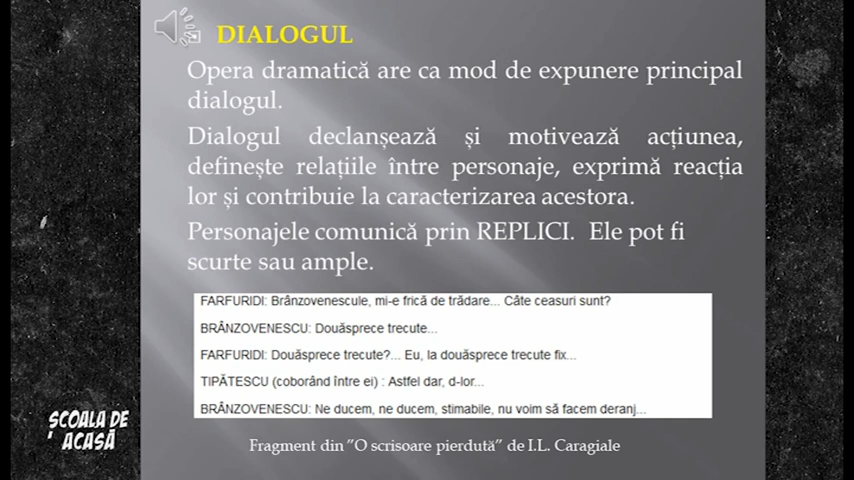 DIALOGUL
Opera dramatică are ca mod de expunere principal
dialogul.
Dialogul declanșează și motivează acțiunea,
definește relațiile între personaje, exprimă reacția
lor și contribuie la caracterizarea acestora.
Personajele comunică prin REPLICI. Ele pot fi
scurte sau ample.
FARFURIDI: Brânzovenescule, mi-e frică de trădare... Câte ceasuri sunt?
BRÂNZOVENESCU: Douăsprece trecute...
FARFURIDI: Douăsprece trecute?... Eu, la douăsprece trecute fix...
TIPĂTESCU (coborând între ei) : Astfel dar, d-lor...
BRÂNZOVENESCU: Ne ducem, ne ducem, stimabile, nu voim să facem deranj...
Fragment din ”O scrisoare pierdută” de I.L. Caragiale
ȘCOALA DE
ACASĂ